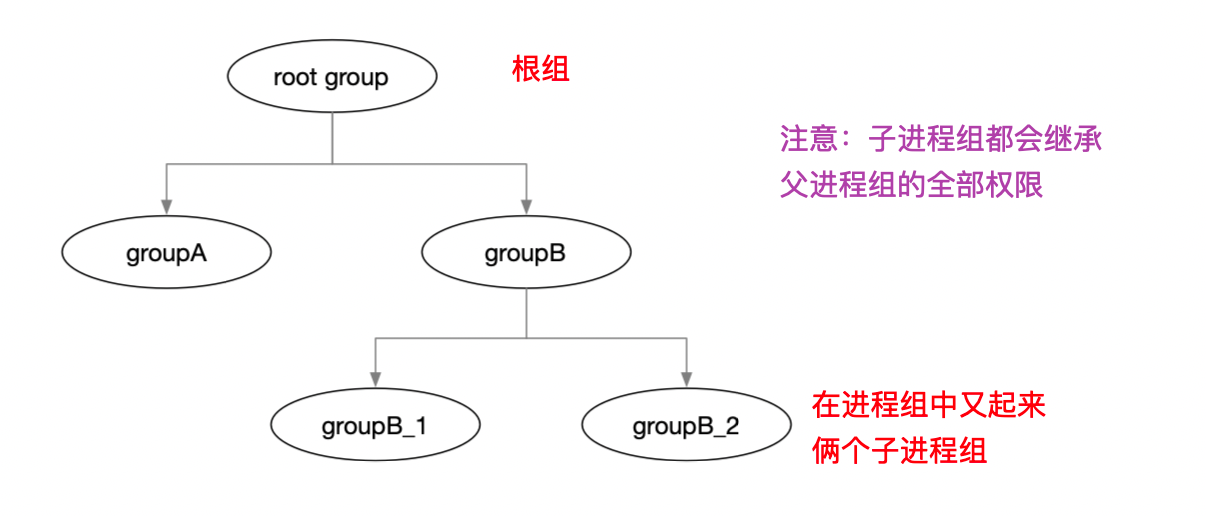 root group
根组
注意：子进程组都会继承
父进程组的全部权限
groupA
groupB
groupB_1
groupB_2
在进程组中又起来
俩个子进程组